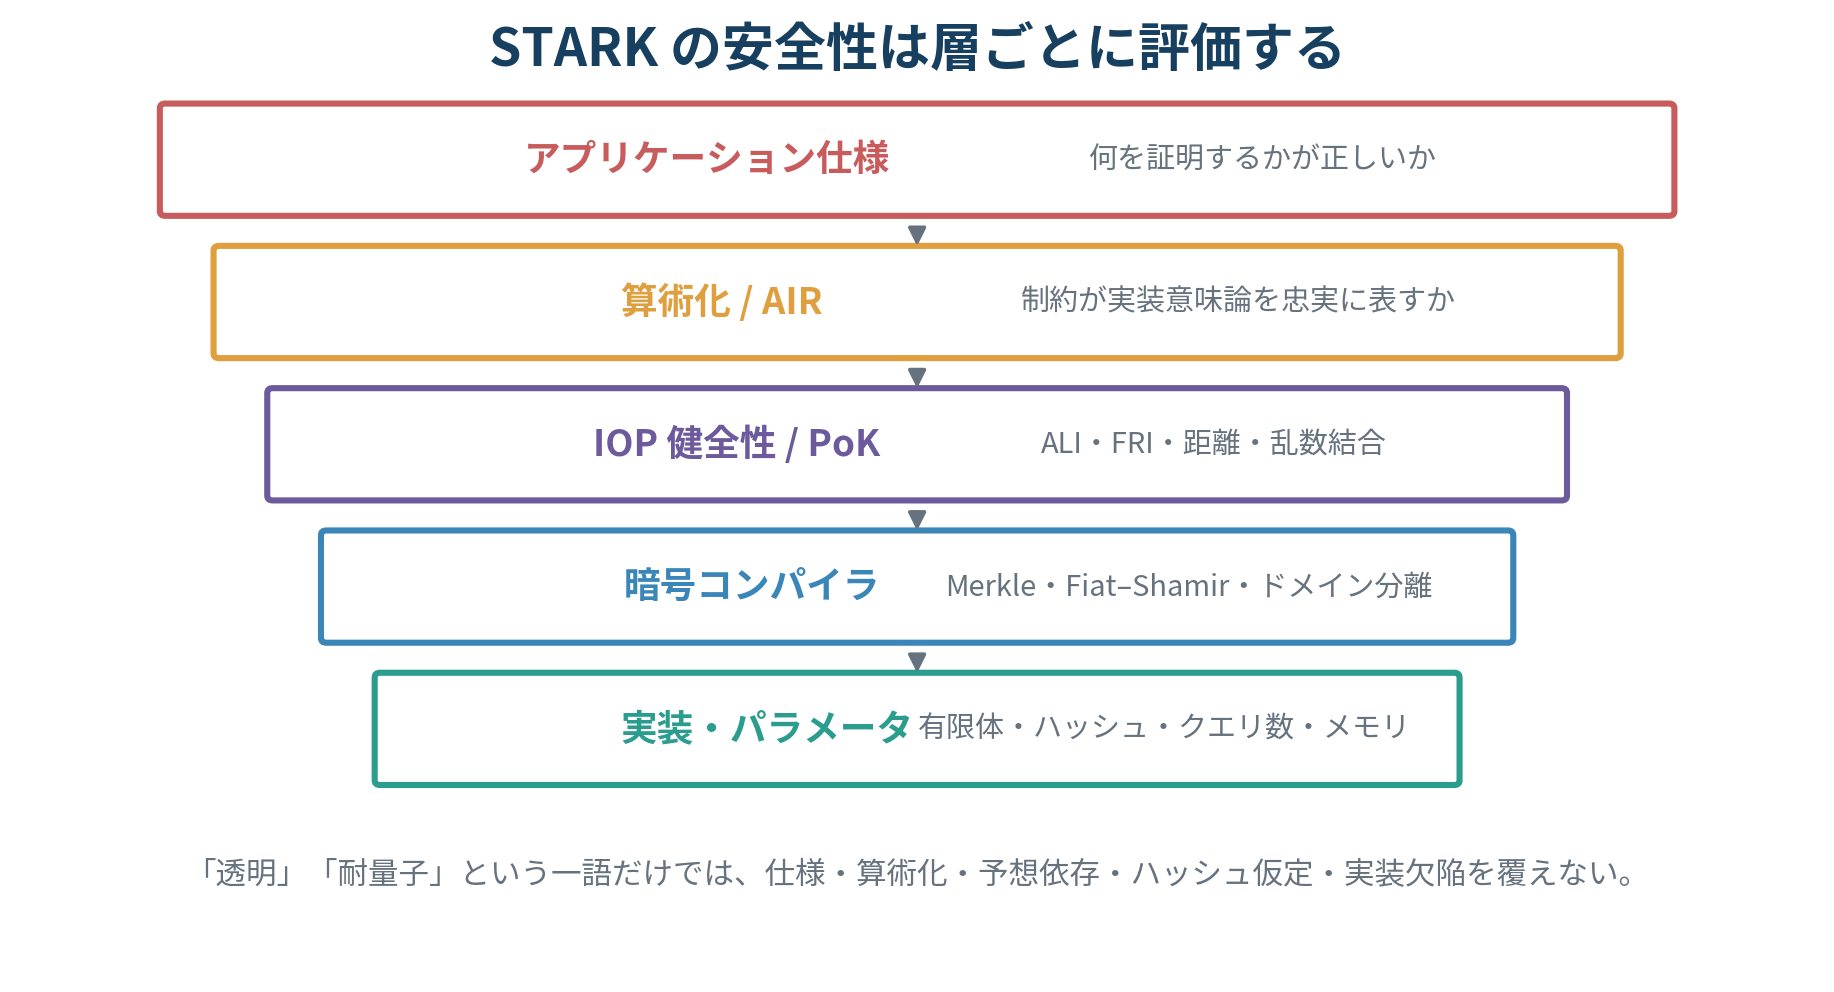 STARK の安全性は層ごとに評価する
アプリケーション仕様 何を証明するかが正しいか
算術化 / AIR 制約が実装意味論を忠実に表すか
IOP 健全性 / PoK ALI・FRI・距離・乱数結合
暗号コンパイラ Merkle・Fiat–Shamir・ドメイン分離
実装・パラメータ 有限体・ハッシュ・クエリ数・メモリ
「透明」「耐量子」という一語だけでは、仕様・算術化・予想依存・ハッシュ仮定・実装欠陥を覆えない。